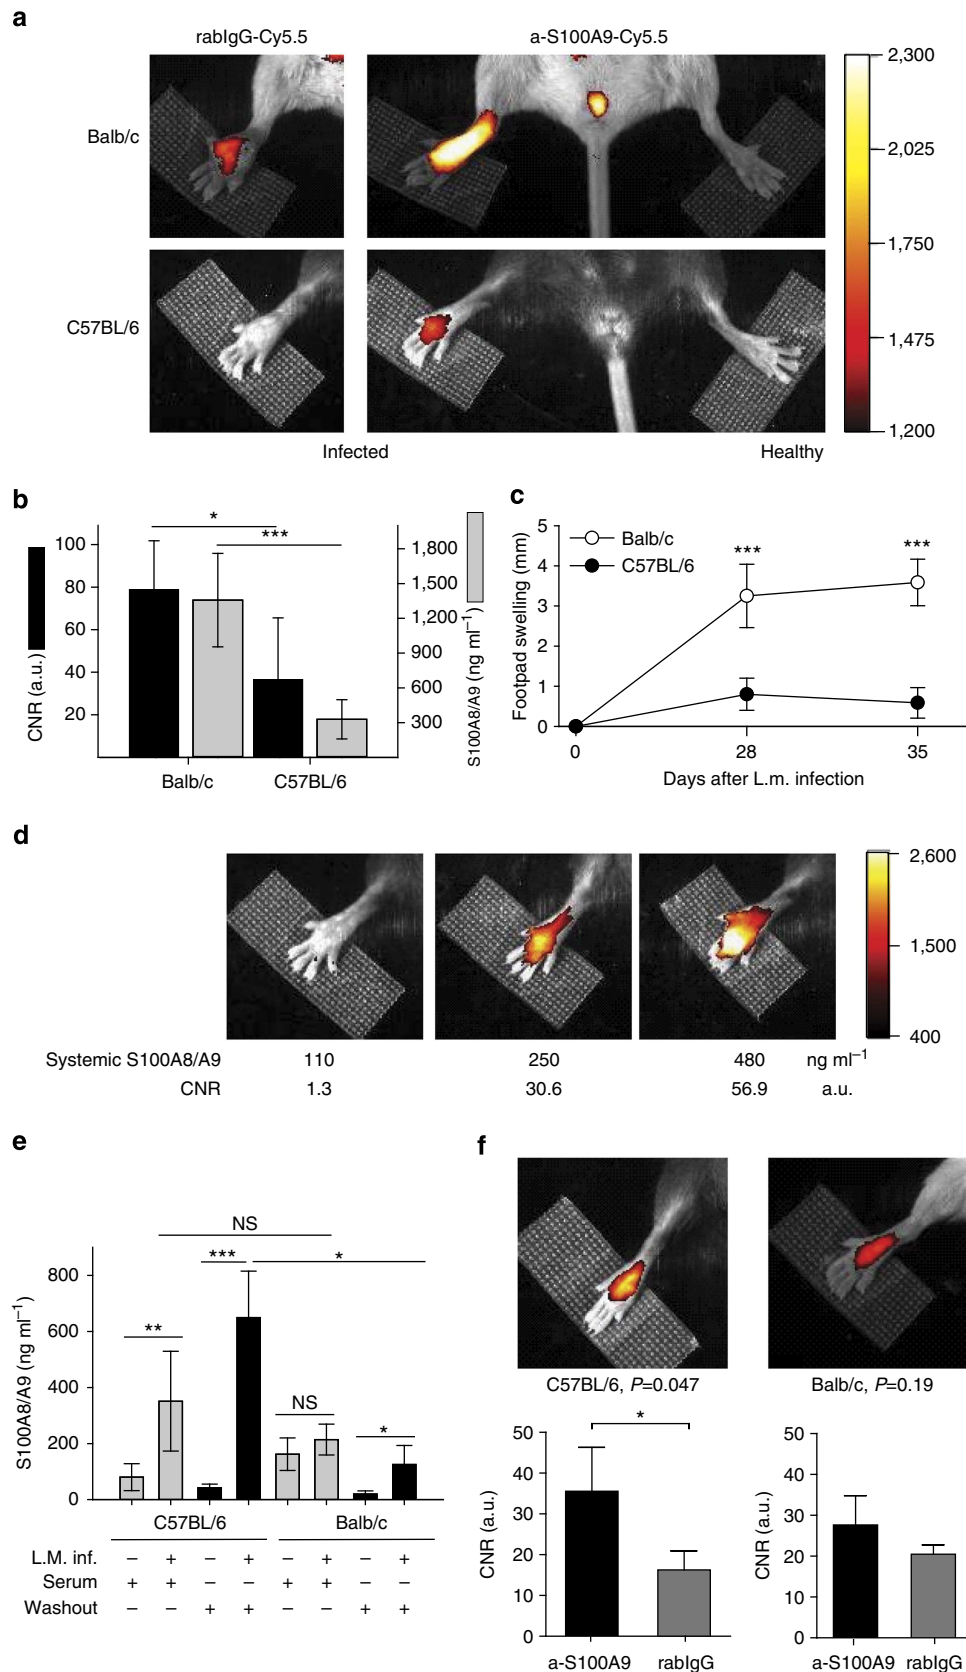 a
rabIgG-Cy5.5 a-S100A9-Cy5.5
Balb/c
C57BL/6
2,300
2,025
1,750
1,475
1,200
Infected Healthy
b
CNR (a.u.)
100
80
60
40
20
* ***
1,800
1,500
1,200
900
600
300
S100A8/A9 (ng ml⁻¹)
Balb/c C57BL/6
c
Footpad swelling (mm)
5
4
3
2
1
0
Balb/c
C57BL/6
*** ***
0 28 35
Days after L.m. infection
d
2,600
1,500
400
Systemic S100A8/A9 110 250 480 ng ml⁻¹
CNR 1.3 30.6 56.9 a.u.
e
S100A8/A9 (ng ml⁻¹)
800
600
400
200
0
NS
*** *
**
NS
*
C57BL/6 Balb/c
L.M. inf. − + − + − + − +
Serum + + − − + + − −
Washout − − + + − − + +
f
C57BL/6, P=0.047 Balb/c, P=0.19
CNR (a.u.)
50
40
30
20
10
0
*
a-S100A9 rabIgG
CNR (a.u.)
50
40
30
20
10
0
a-S100A9 rabIgG